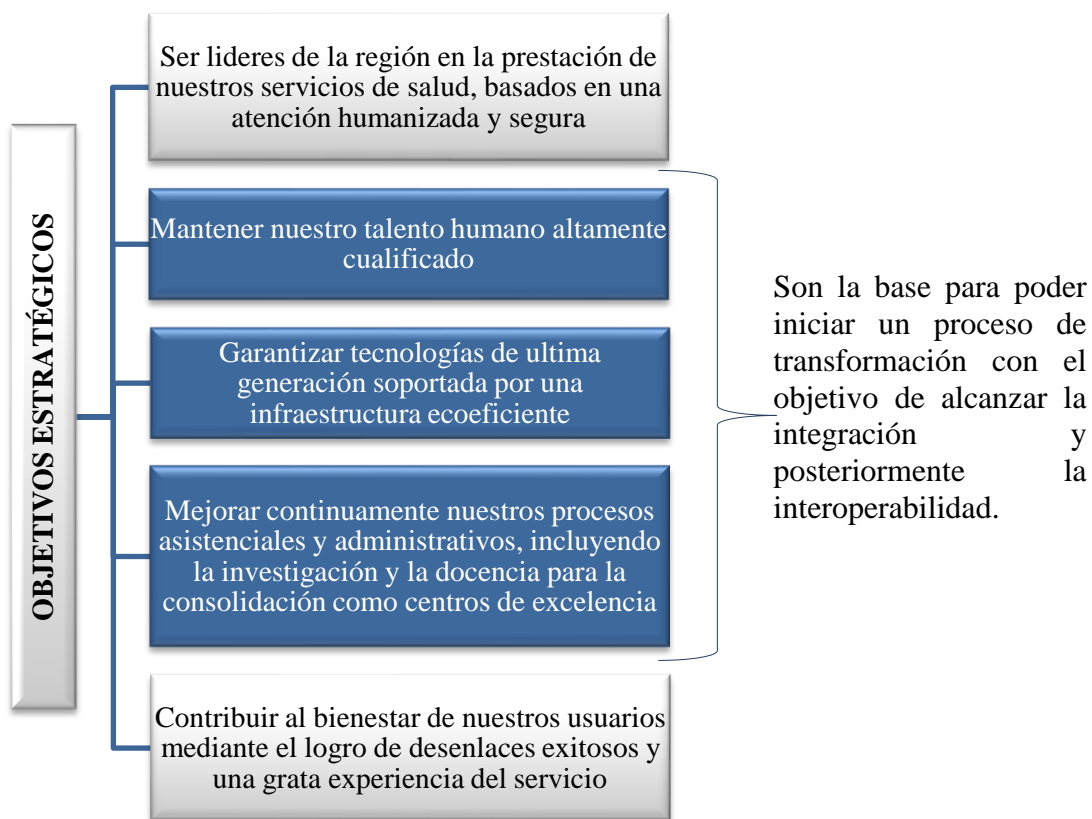 OBJETIVOS ESTRATÉGICOS
Ser lideres de la región en la prestación de
nuestros servicios de salud, basados en una
atención humanizada y segura
Mantener nuestro talento humano altamente
cualificado
Garantizar tecnologías de ultima
generación soportada por una
infraestructura ecoeficiente
Mejorar continuamente nuestros procesos
asistenciales y administrativos, incluyendo
la investigación y la docencia para la
consolidación como centros de excelencia
Contribuir al bienestar de nuestros usuarios
mediante el logro de desenlaces exitosos y
una grata experiencia del servicio
Son la base para poder
iniciar un proceso de
transformación con el
objetivo de alcanzar la
integración y
posteriormente la
interoperabilidad.